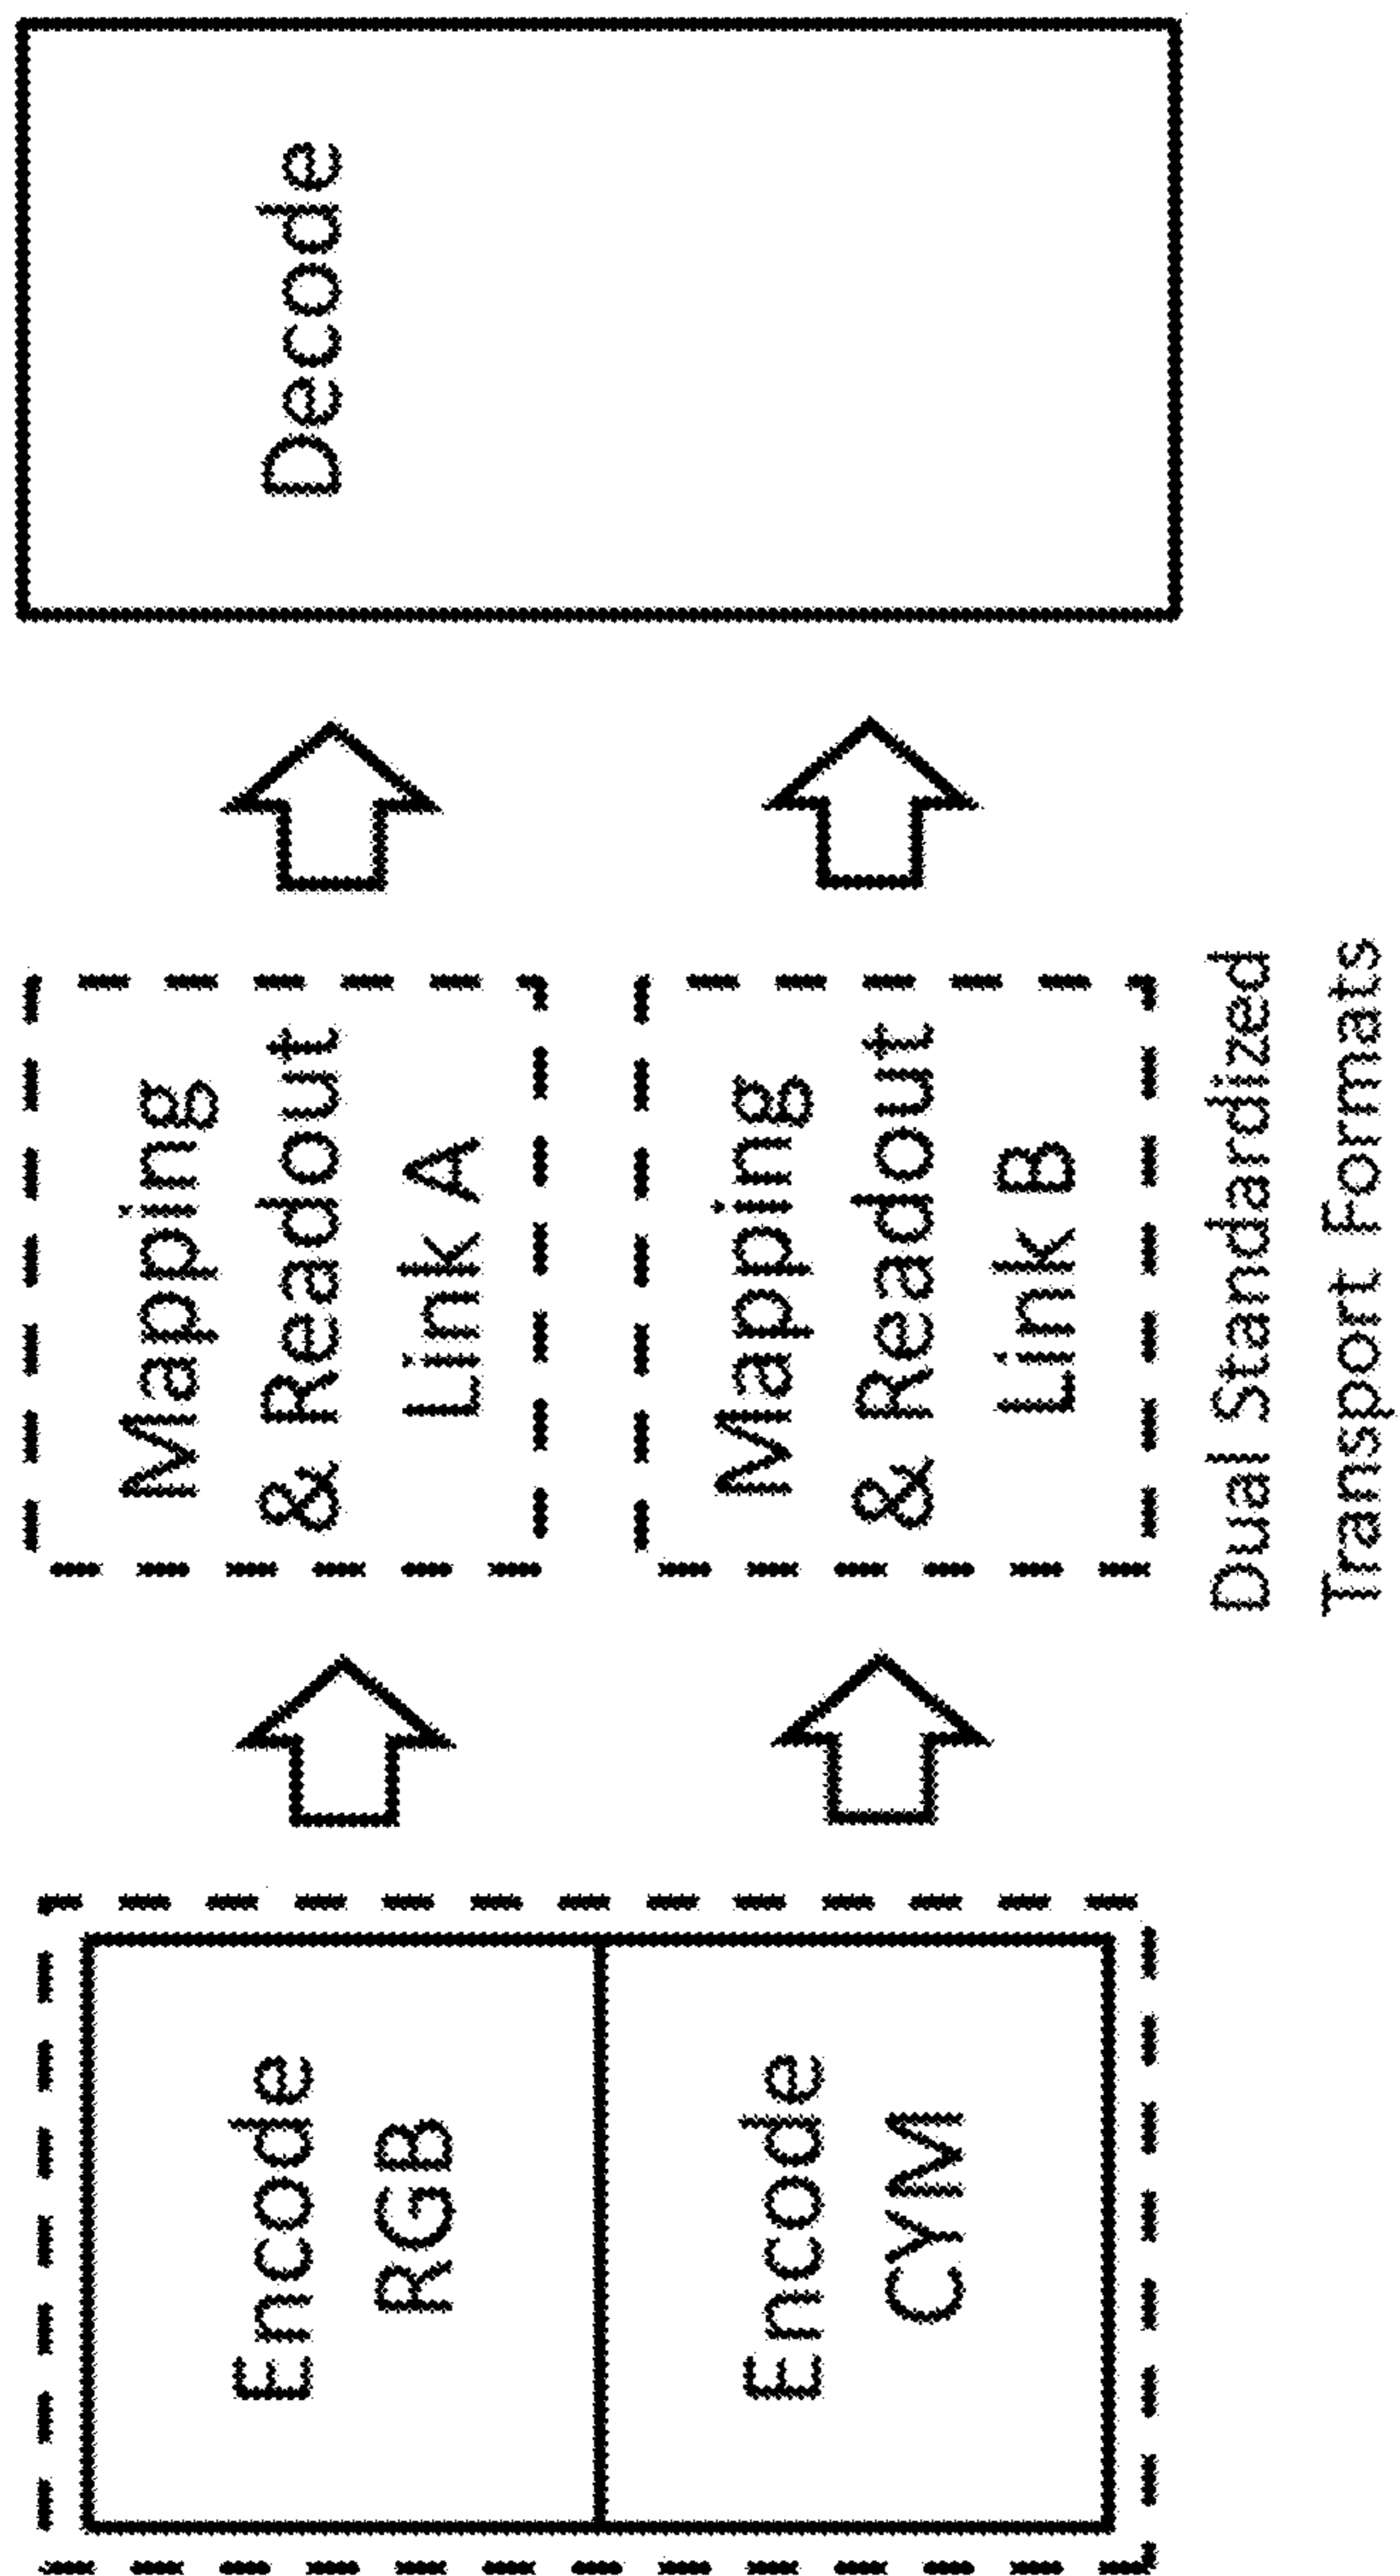 Encode
RGB
Encode
CYM
Mapping
& Readout
Link A
Mapping
& Readout
Link B
Dual Standardized
Transport Formats
Decode